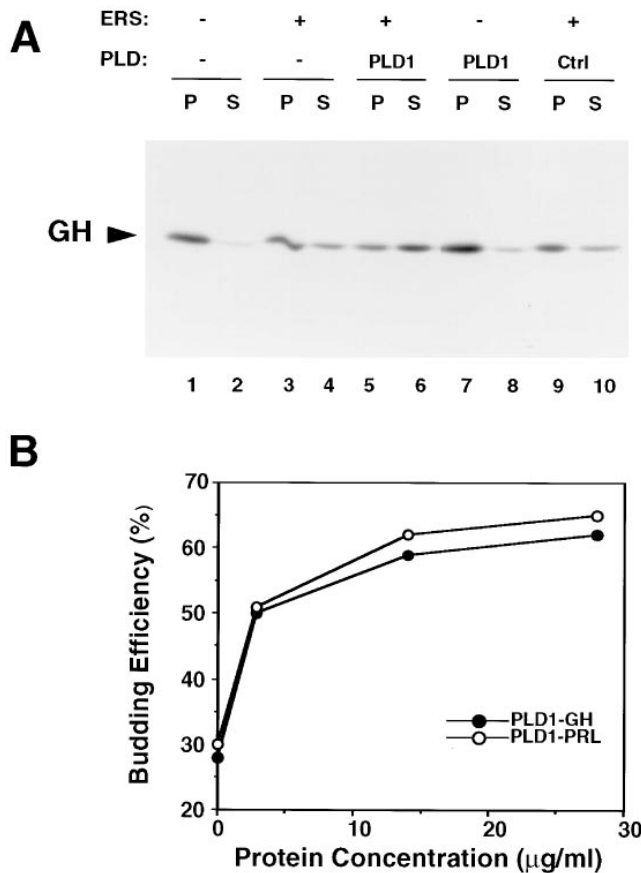 A
ERS: - + + - +
PLD: - - PLD1 PLD1 Ctrl
P S P S P S P S P S
GH
1 2 3 4 5 6 7 8 9 10
B
Budding Efficiency (%)
70
60
50
40
30
20
PLD1-GH
PLD1-PRL
0 10 20 30
Protein Concentration (μg/ml)